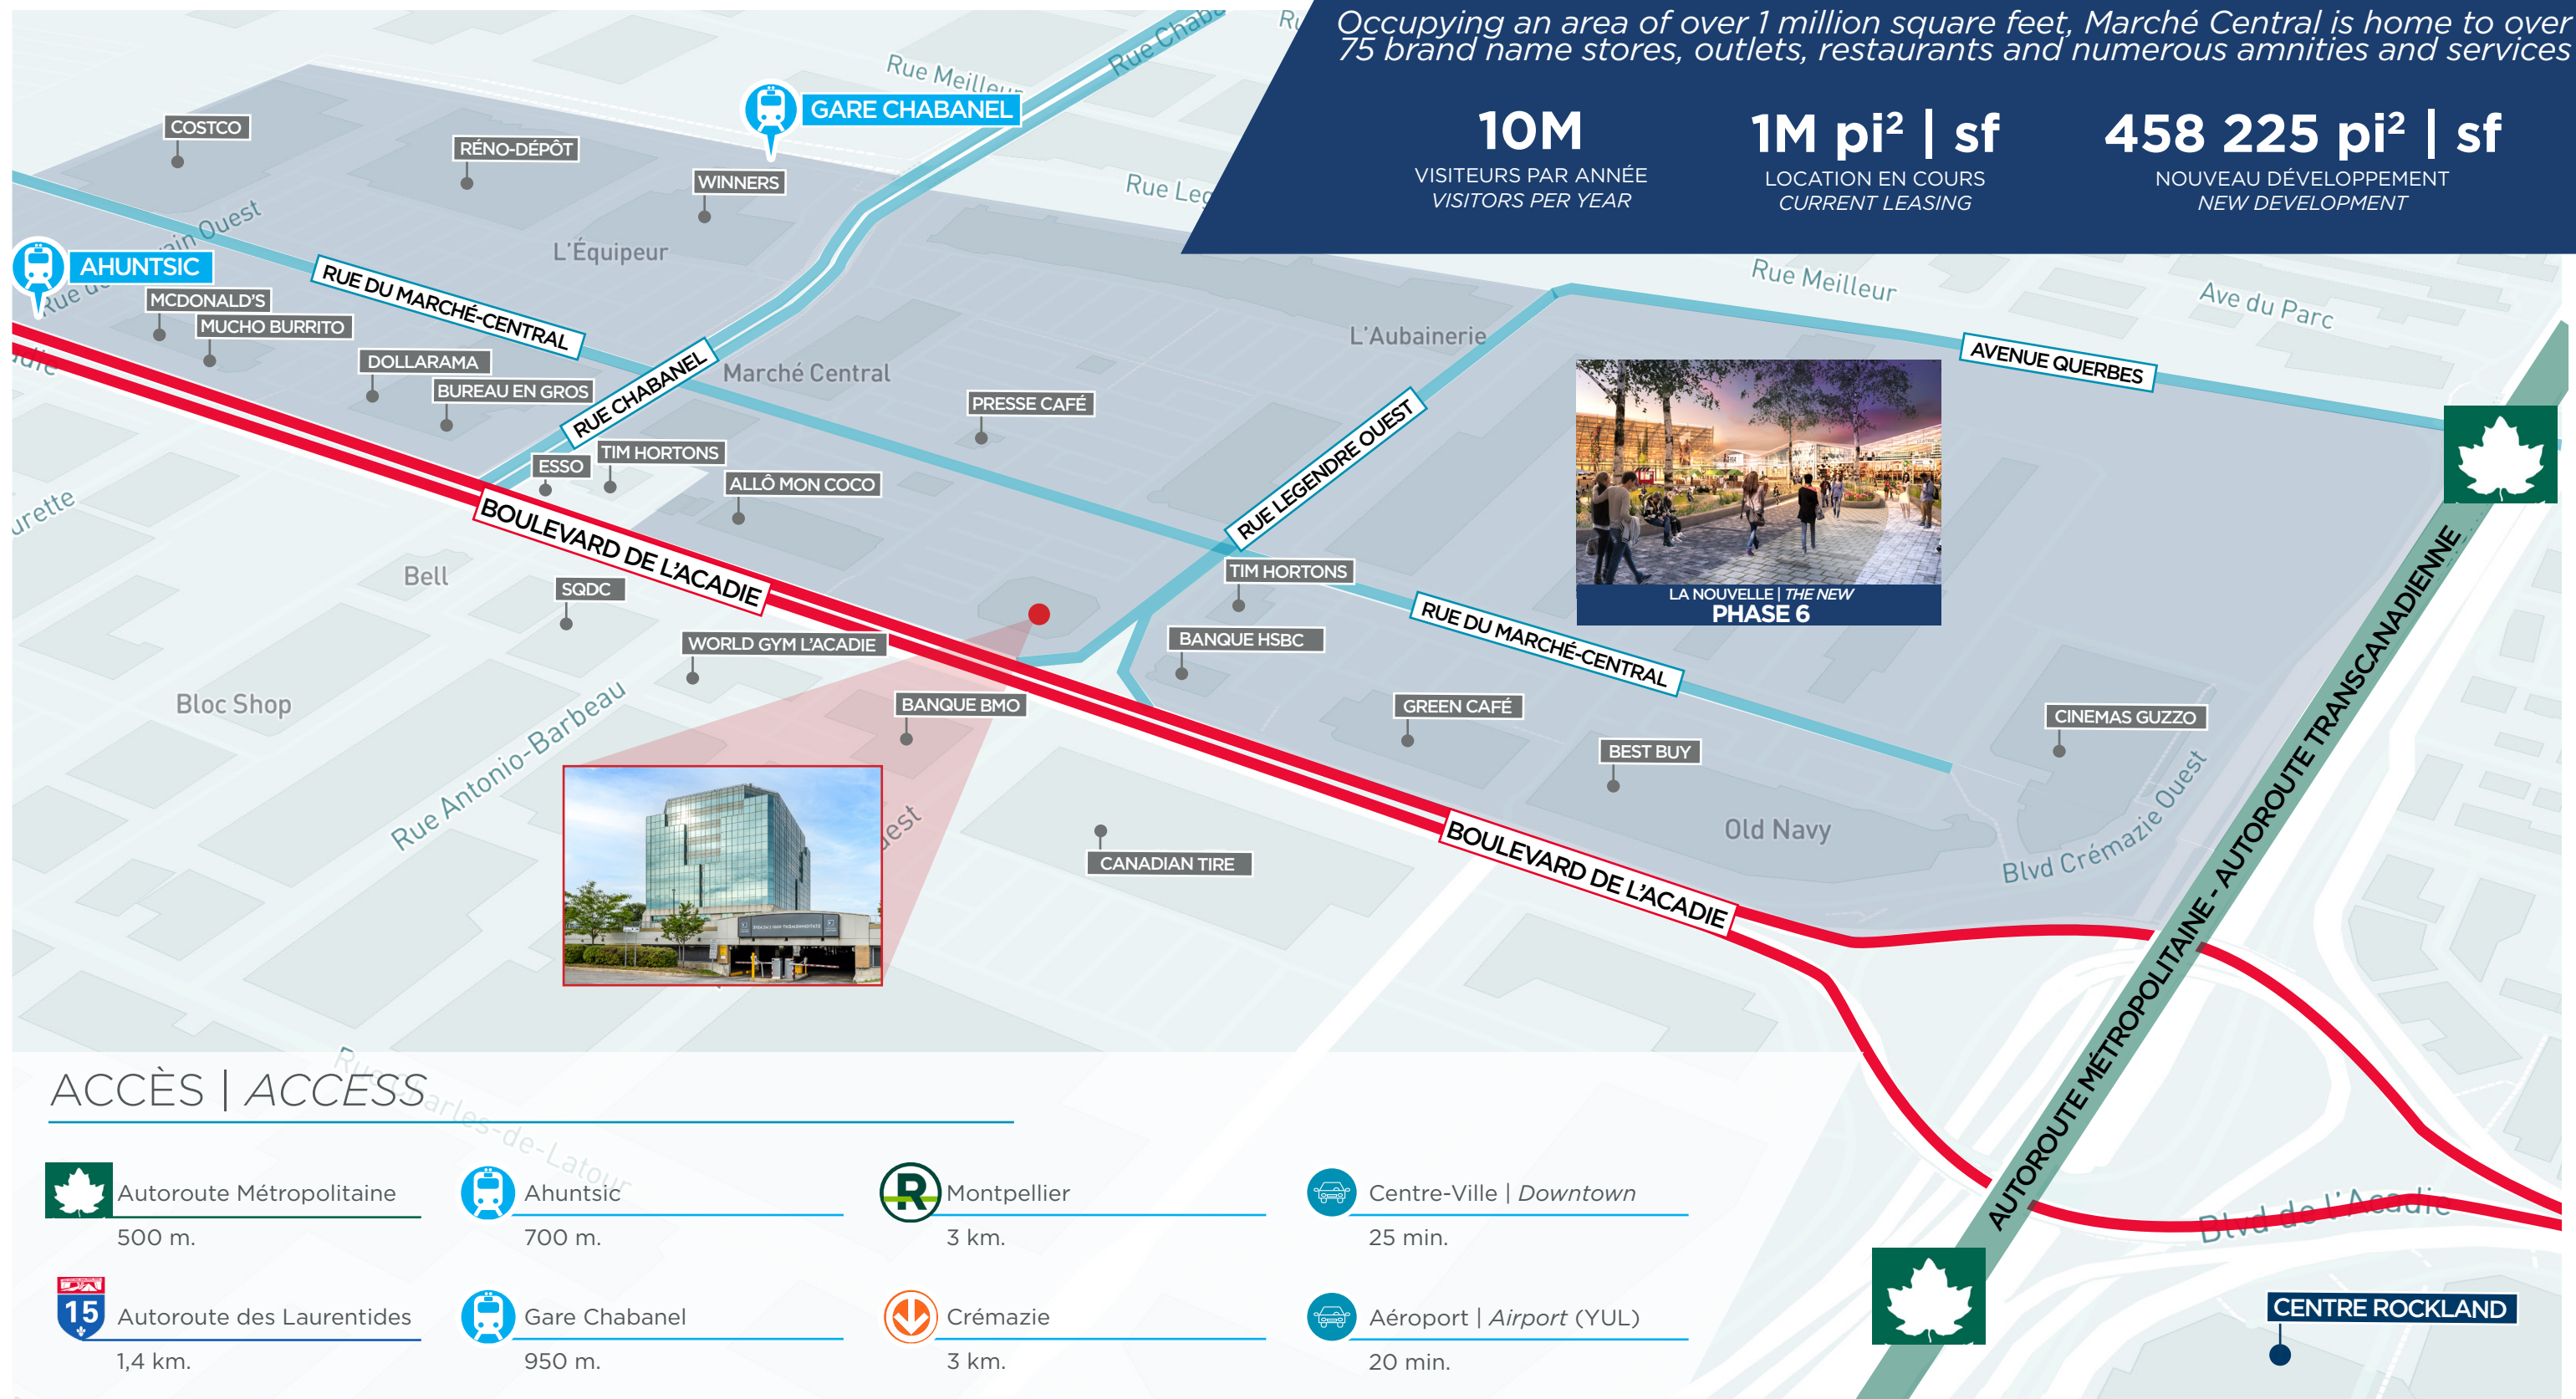 Occupying an area of over 1 million square feet, Marché Central is home to over
75 brand name stores, outlets, restaurants and numerous amnities and services
10M
VISITEURS PAR ANNÉE
VISITORS PER YEAR
1M pi² | sf
LOCATION EN COURS
CURRENT LEASING
458 225 pi² | sf
NOUVEAU DÉVELOPPEMENT
NEW DEVELOPMENT
Rue Chaba
Rue Meilleur
GARE CHABANEL
COSTCO
RÉNO-DÉPÔT
WINNERS
Rue Leg
L'Équipeur
AHUNTSIC
RUE DU MARCHÉ-CENTRAL
MCDONALD'S
MUCHO BURRITO
DOLLARAMA
BUREAU EN GROS
RUE CHABANEL
Marché Central
L'Aubainerie
Rue Meilleur
Ave du Parc
AVENUE QUERBES
PRESSE CAFÉ
RUE LEGENDRE OUEST
ESSO
TIM HORTONS
ALLÔ MON COCO
BOULEVARD DE L'ACADIE
Bell
SQDC
WORLD GYM L'ACADIE
TIM HORTONS
BANQUE HSBC
RUE DU MARCHÉ-CENTRAL
LA NOUVELLE | THE NEW
PHASE 6
Bloc Shop
Rue Antonio-Barbeau
BANQUE BMO
GREEN CAFÉ
BEST BUY
CINEMAS GUZZO
Old Navy
Blvd Crémazie Ouest
CANADIAN TIRE
BOULEVARD DE L'ACADIE
AUTOROUTE MÉTROPOLITAINE - AUTOROUTE TRANSCANADIENNE
Blvd de l'Acadie
CENTRE ROCKLAND
Rue Charles-de-Latour
ACCÈS | ACCESS
Autoroute Métropolitaine
500 m.
Ahuntsic
700 m.
R
Montpellier
3 km.
Centre-Ville | Downtown
25 min.
15
Autoroute des Laurentides
1,4 km.
Gare Chabanel
950 m.
Crémazie
3 km.
Aéroport | Airport (YUL)
20 min.